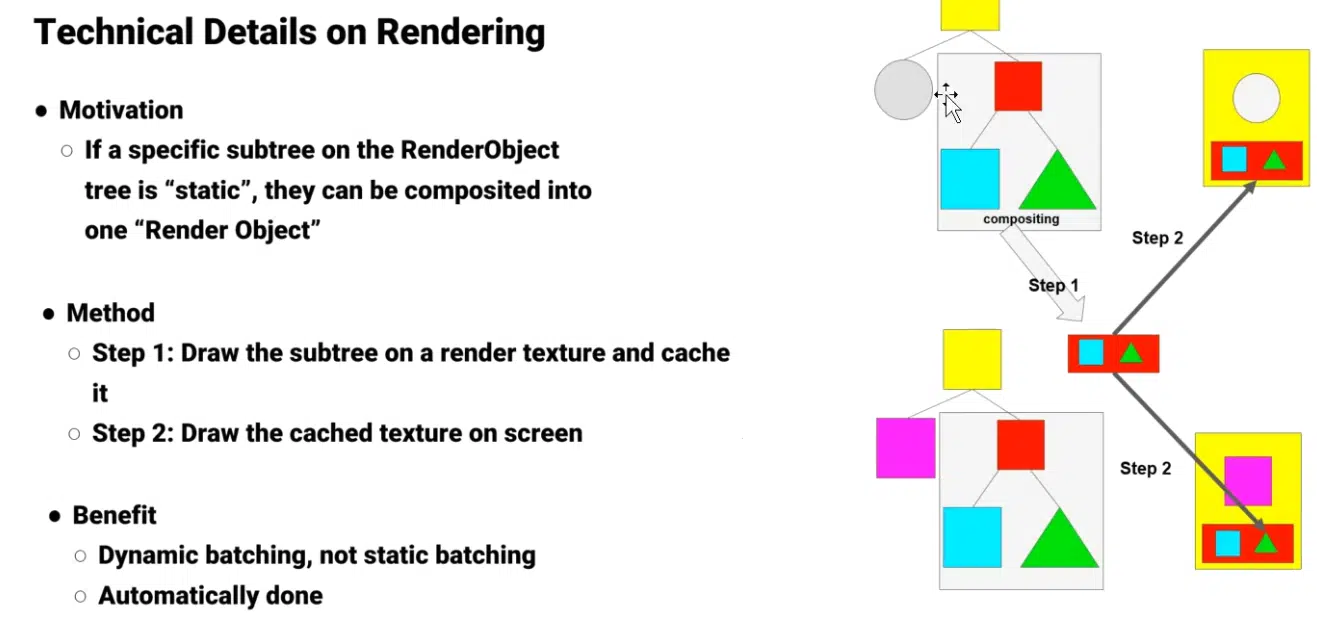 Technical Details on Rendering
● Motivation
○ If a specific subtree on the RenderObject
tree is “static”, they can be composited into
one “Render Object”
● Method
○ Step 1: Draw the subtree on a render texture and cache
it
○ Step 2: Draw the cached texture on screen
● Benefit
○ Dynamic batching, not static batching
○ Automatically done
compositing
Step 1
Step 2
Step 2